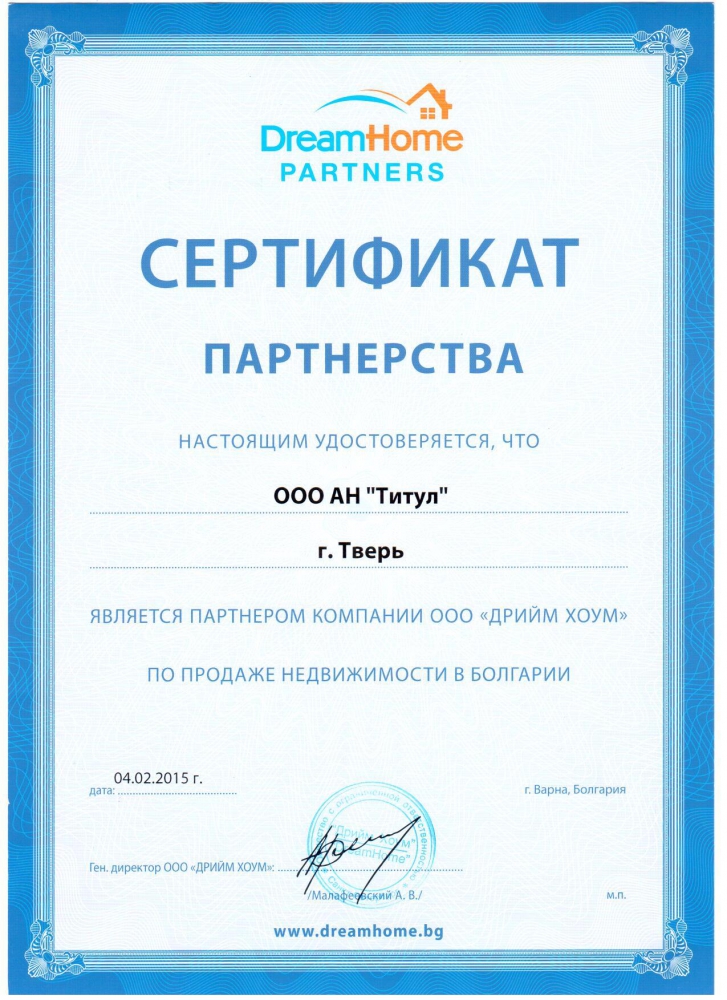 DreamHome
PARTNERS
СЕРТИФИКАТ
ПАРТНЕРСТВА
НАСТОЯЩИМ УДОСТОВЕРЯЕТСЯ, ЧТО
ООО АН "Титул"
г. Тверь
ЯВЛЯЕТСЯ ПАРТНЕРОМ КОМПАНИИ ООО «ДРИЙМ ХОУМ»
ПО ПРОДАЖЕ НЕДВИЖИМОСТИ В БОЛГАРИИ
дата: 04.02.2015 г.
г. Варна, Болгария
с ограниченной ответственностью
"Дрийм Хоум"
"DreamHome"
Ген. директор ООО «ДРИЙМ ХОУМ»:
/Малафеевский А. В./
м.п.
www.dreamhome.bg